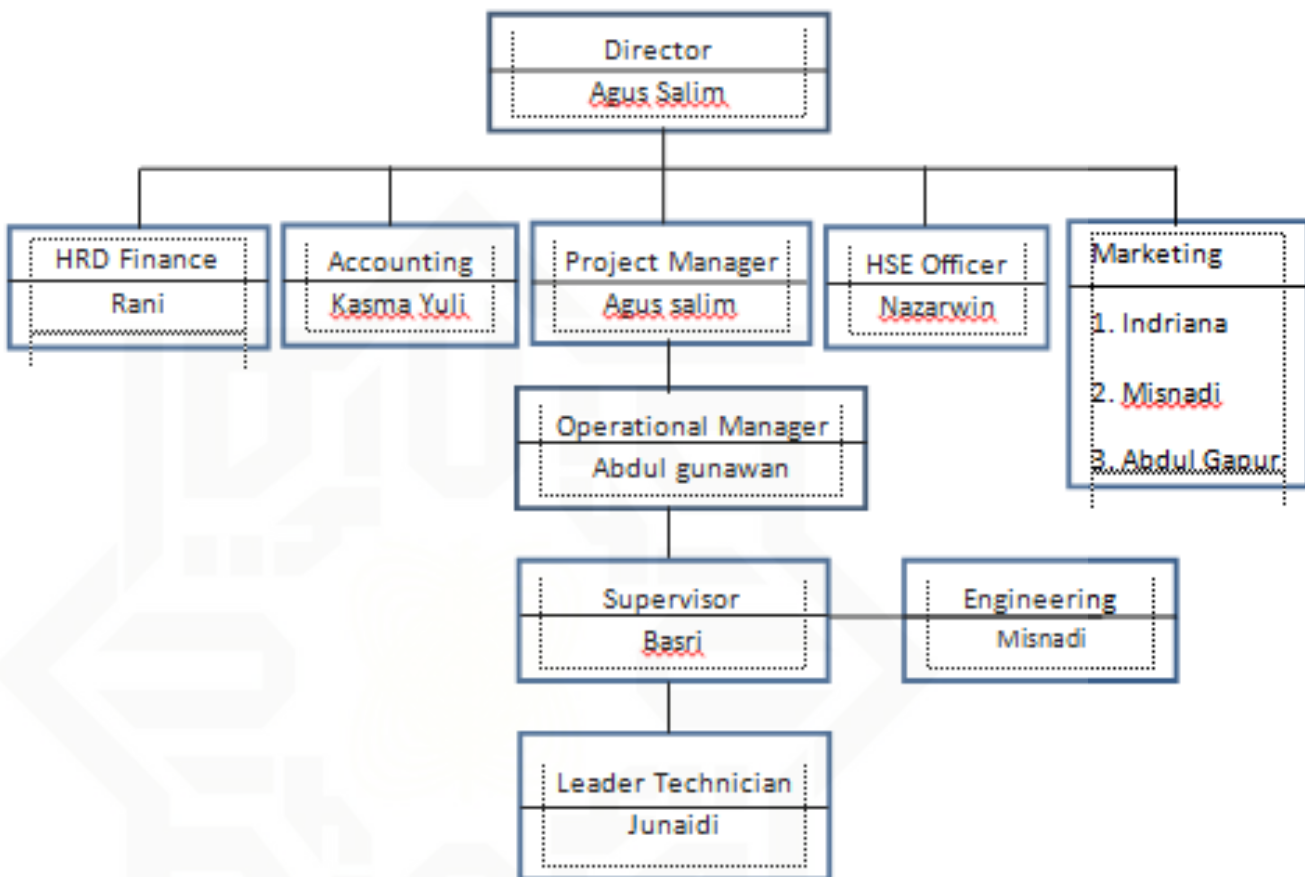 Director
Agus Salim
HRD Finance
Rani
Accounting
Kasma Yuli
Project Manager
Agus salim
HSE Officer
Nazarwin
Marketing
1. Indriana
2. Misnadi
3. Abdul Gapur
Operational Manager
Abdul gunawan
Supervisor
Basri
Engineering
Misnadi
Leader Technician
Junaidi